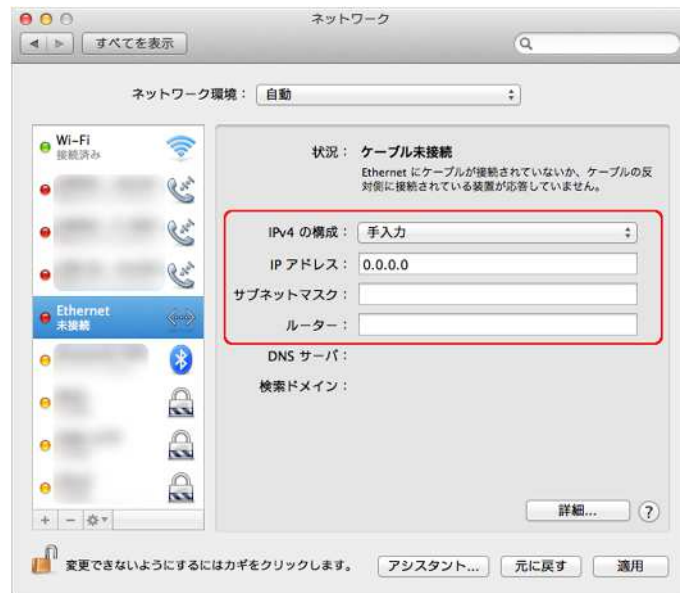 ネットワーク
すべてを表示
ネットワーク環境： 自動
Wi-Fi
接続済み
Ethernet
未接続
状況： ケーブル未接続
Ethernet にケーブルが接続されていないか、ケーブルの反
対側に接続されている装置が応答していません。
IPv4 の構成： 手入力
IP アドレス： 0.0.0.0
サブネットマスク：
ルーター：
DNS サーバ：
検索ドメイン：
詳細... ?
変更できないようにするにはカギをクリックします。
アシスタント... 元に戻す 適用